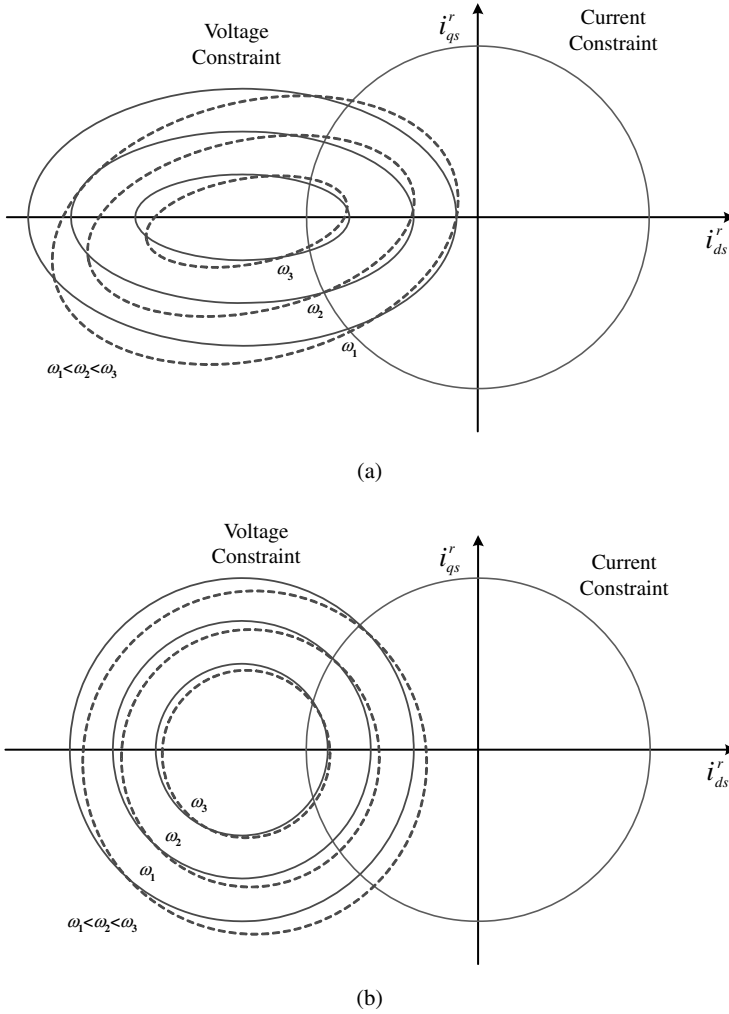 Voltage
Constraint
i^r_qs
Current
Constraint
i^r_ds
ω3
ω2
ω1
ω1<ω2<ω3
(a)
Voltage
Constraint
i^r_qs
Current
Constraint
i^r_ds
ω3
ω2
ω1
ω1<ω2<ω3
(b)